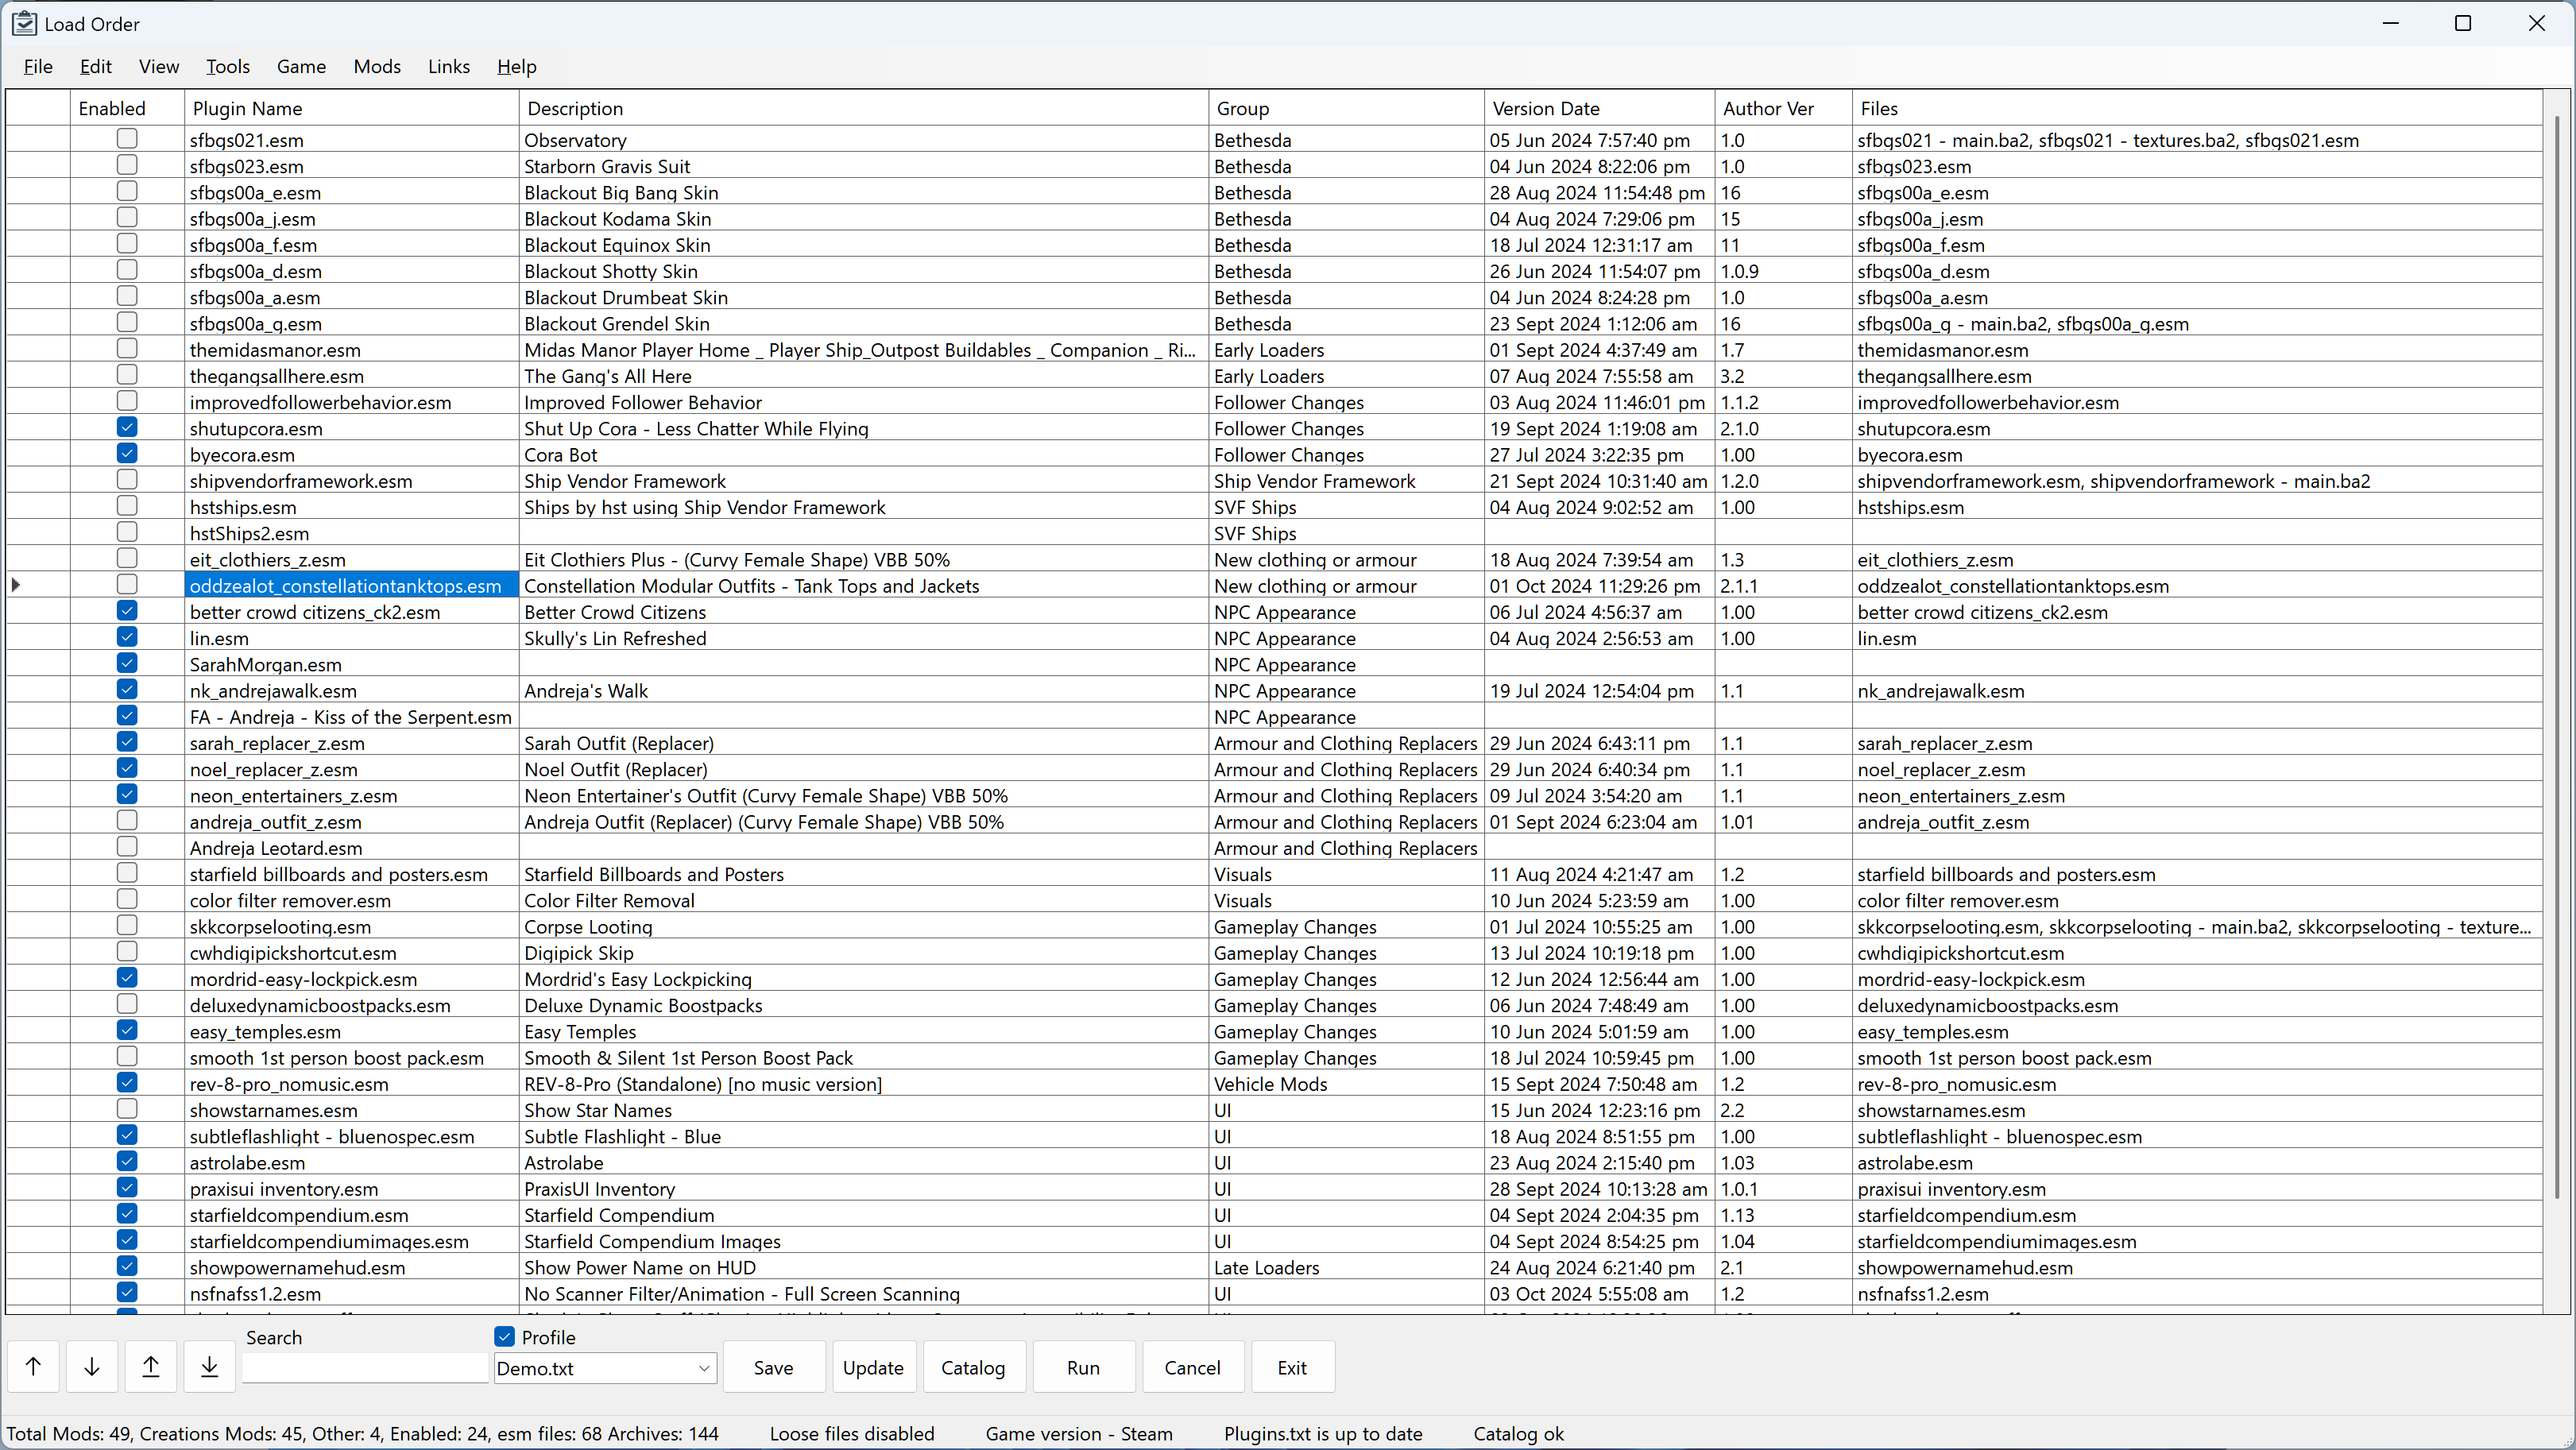 Load Order
File Edit View Tools Game Mods Links Help
Enabled Plugin Name Description Group Version Date Author Ver Files
sfbgs021.esm Observatory Bethesda 05 Jun 2024 7:57:40 pm 1.0 sfbgs021 - main.ba2, sfbgs021 - textures.ba2, sfbgs021.esm
sfbgs023.esm Starborn Gravis Suit Bethesda 04 Jun 2024 8:22:06 pm 1.0 sfbgs023.esm
sfbgs00a_e.esm Blackout Big Bang Skin Bethesda 28 Aug 2024 11:54:48 pm 16 sfbgs00a_e.esm
sfbgs00a_j.esm Blackout Kodama Skin Bethesda 04 Aug 2024 7:29:06 pm 15 sfbgs00a_j.esm
sfbgs00a_f.esm Blackout Equinox Skin Bethesda 18 Jul 2024 12:31:17 am 11 sfbgs00a_f.esm
sfbgs00a_d.esm Blackout Shotty Skin Bethesda 26 Jun 2024 11:54:07 pm 1.0.9 sfbgs00a_d.esm
sfbgs00a_a.esm Blackout Drumbeat Skin Bethesda 04 Jun 2024 8:24:28 pm 1.0 sfbgs00a_a.esm
sfbgs00a_g.esm Blackout Grendel Skin Bethesda 23 Sept 2024 1:12:06 am 16 sfbgs00a_g - main.ba2, sfbgs00a_g.esm
themidasmanor.esm Midas Manor Player Home _ Player Ship_Outpost Buildables _ Companion _ Ri... Early Loaders 01 Sept 2024 4:37:49 am 1.7 themidasmanor.esm
thegangsallhere.esm The Gang's All Here Early Loaders 07 Aug 2024 7:55:58 am 3.2 thegangsallhere.esm
improvedfollowerbehavior.esm Improved Follower Behavior Follower Changes 03 Aug 2024 11:46:01 pm 1.1.2 improvedfollowerbehavior.esm
shutupcora.esm Shut Up Cora - Less Chatter While Flying Follower Changes 19 Sept 2024 1:19:08 am 2.1.0 shutupcora.esm
byecora.esm Cora Bot Follower Changes 27 Jul 2024 3:22:35 pm 1.00 byecora.esm
shipvendorframework.esm Ship Vendor Framework Ship Vendor Framework 21 Sept 2024 10:31:40 am 1.2.0 shipvendorframework.esm, shipvendorframework - main.ba2
hstships.esm Ships by hst using Ship Vendor Framework SVF Ships 04 Aug 2024 9:02:52 am 1.00 hstships.esm
hstShips2.esm SVF Ships
eit_clothiers_z.esm Eit Clothiers Plus - (Curvy Female Shape) VBB 50% New clothing or armour 18 Aug 2024 7:39:54 am 1.3 eit_clothiers_z.esm
oddzealot_constellationtanktops.esm Constellation Modular Outfits - Tank Tops and Jackets New clothing or armour 01 Oct 2024 11:29:26 pm 2.1.1 oddzealot_constellationtanktops.esm
better crowd citizens_ck2.esm Better Crowd Citizens NPC Appearance 06 Jul 2024 4:56:37 am 1.00 better crowd citizens_ck2.esm
lin.esm Skully's Lin Refreshed NPC Appearance 04 Aug 2024 2:56:53 am 1.00 lin.esm
SarahMorgan.esm NPC Appearance
nk_andrejawalk.esm Andreja's Walk NPC Appearance 19 Jul 2024 12:54:04 pm 1.1 nk_andrejawalk.esm
FA - Andreja - Kiss of the Serpent.esm NPC Appearance
sarah_replacer_z.esm Sarah Outfit (Replacer) Armour and Clothing Replacers 29 Jun 2024 6:43:11 pm 1.1 sarah_replacer_z.esm
noel_replacer_z.esm Noel Outfit (Replacer) Armour and Clothing Replacers 29 Jun 2024 6:40:34 pm 1.1 noel_replacer_z.esm
neon_entertainers_z.esm Neon Entertainer's Outfit (Curvy Female Shape) VBB 50% Armour and Clothing Replacers 09 Jul 2024 3:54:20 am 1.1 neon_entertainers_z.esm
andreja_outfit_z.esm Andreja Outfit (Replacer) (Curvy Female Shape) VBB 50% Armour and Clothing Replacers 01 Sept 2024 6:23:04 am 1.01 andreja_outfit_z.esm
Andreja Leotard.esm Armour and Clothing Replacers
starfield billboards and posters.esm Starfield Billboards and Posters Visuals 11 Aug 2024 4:21:47 am 1.2 starfield billboards and posters.esm
color filter remover.esm Color Filter Removal Visuals 10 Jun 2024 5:23:59 am 1.00 color filter remover.esm
skkcorpselooting.esm Corpse Looting Gameplay Changes 01 Jul 2024 10:55:25 am 1.00 skkcorpselooting.esm, skkcorpselooting - main.ba2, skkcorpselooting - texture...
cwhdigipickshortcut.esm Digipick Skip Gameplay Changes 13 Jul 2024 10:19:18 pm 1.00 cwhdigipickshortcut.esm
mordrid-easy-lockpick.esm Mordrid's Easy Lockpicking Gameplay Changes 12 Jun 2024 12:56:44 am 1.00 mordrid-easy-lockpick.esm
deluxedynamicboostpacks.esm Deluxe Dynamic Boostpacks Gameplay Changes 06 Jun 2024 7:48:49 am 1.00 deluxedynamicboostpacks.esm
easy_temples.esm Easy Temples Gameplay Changes 10 Jun 2024 5:01:59 am 1.00 easy_temples.esm
smooth 1st person boost pack.esm Smooth & Silent 1st Person Boost Pack Gameplay Changes 18 Jul 2024 10:59:45 pm 1.00 smooth 1st person boost pack.esm
rev-8-pro_nomusic.esm REV-8-Pro (Standalone) [no music version] Vehicle Mods 15 Sept 2024 7:50:48 am 1.2 rev-8-pro_nomusic.esm
showstarnames.esm Show Star Names UI 15 Jun 2024 12:23:16 pm 2.2 showstarnames.esm
subtleflashlight - bluenospec.esm Subtle Flashlight - Blue UI 18 Aug 2024 8:51:55 pm 1.00 subtleflashlight - bluenospec.esm
astrolabe.esm Astrolabe UI 23 Aug 2024 2:15:40 pm 1.03 astrolabe.esm
praxisui inventory.esm PraxisUI Inventory UI 28 Sept 2024 10:13:28 am 1.0.1 praxisui inventory.esm
starfieldcompendium.esm Starfield Compendium UI 04 Sept 2024 2:04:35 pm 1.13 starfieldcompendium.esm
starfieldcompendiumimages.esm Starfield Compendium Images UI 04 Sept 2024 8:54:25 pm 1.04 starfieldcompendiumimages.esm
showpowernamehud.esm Show Power Name on HUD Late Loaders 24 Aug 2024 6:21:40 pm 2.1 showpowernamehud.esm
nsfnafss1.2.esm No Scanner Filter/Animation - Full Screen Scanning UI 03 Oct 2024 5:55:08 am 1.2 nsfnafss1.2.esm
Search Profile
Demo.txt Save Update Catalog Run Cancel Exit
Total Mods: 49, Creations Mods: 45, Other: 4, Enabled: 24, esm files: 68 Archives: 144 Loose files disabled Game version - Steam Plugins.txt is up to date Catalog ok